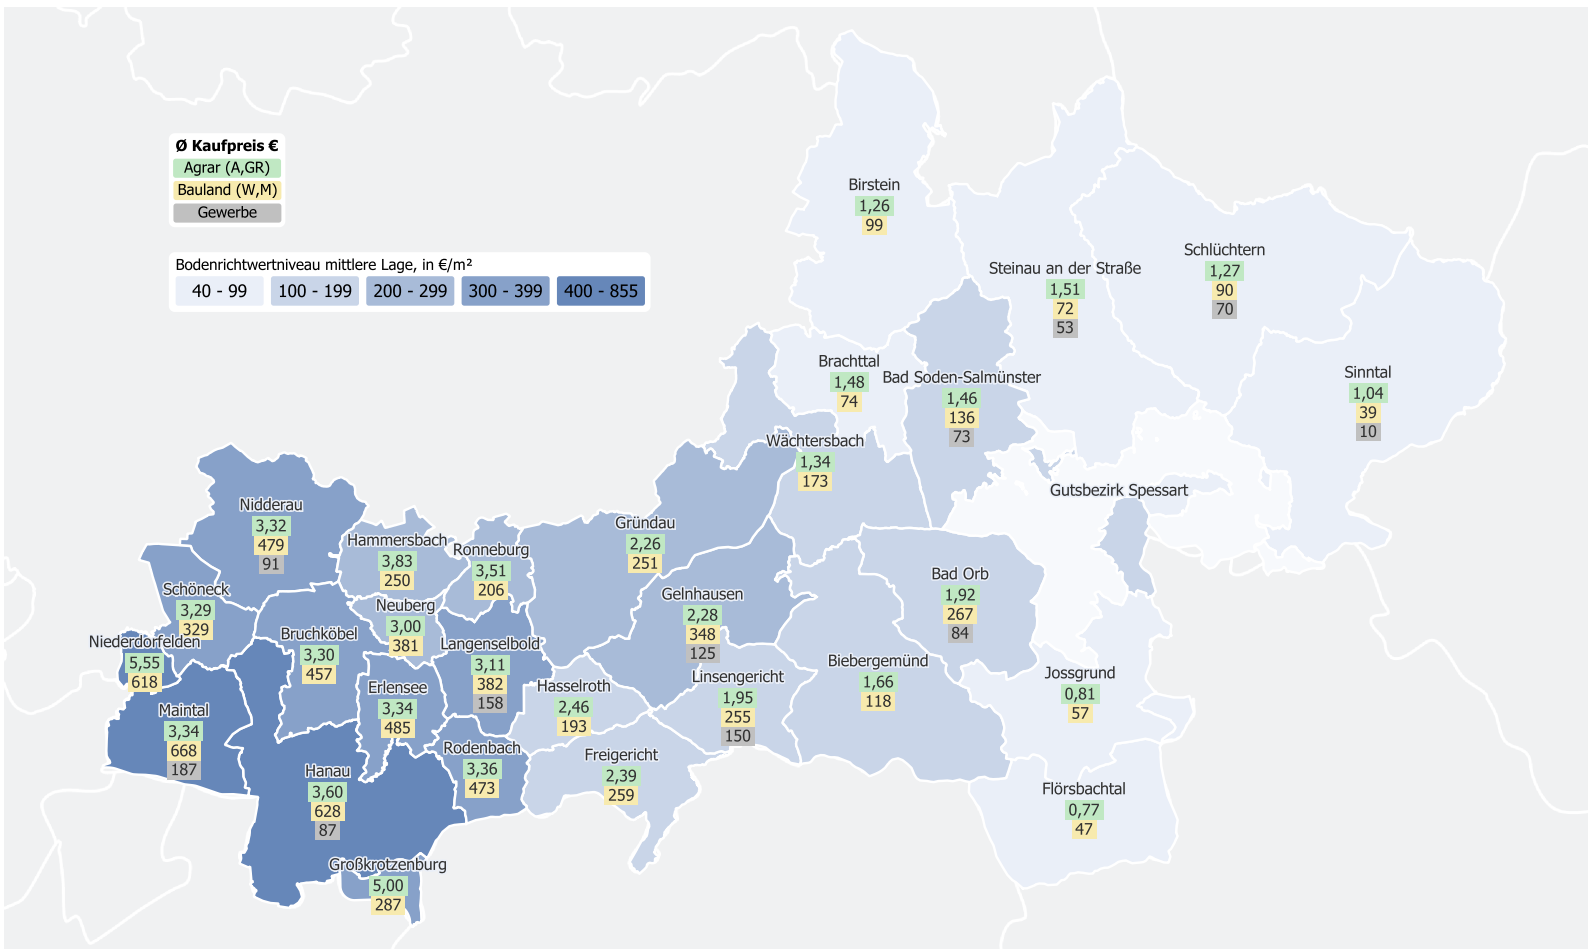 Ø Kaufpreis €
Agrar (A,GR)
Bauland (W,M)
Gewerbe
Bodenrichtwertniveau mittlere Lage, in €/m²
40 - 99
100 - 199
200 - 299
300 - 399
400 - 855
Birstein
1,26
99
Steinau an der Straße
1,51
72
53
Schlüchtern
1,27
90
70
Sinntal
1,04
39
10
Brachttal
1,48
74
Bad Soden-Salmünster
1,46
136
73
Wächtersbach
1,34
173
Gutsbezirk Spessart
Nidderau
3,32
479
91
Hammersbach
3,83
250
Ronneburg
3,51
206
Gründau
2,26
251
Schöneck
3,29
329
Neuberg
3,00
381
Gelnhausen
2,28
348
125
Bad Orb
1,92
267
84
Niederdorfelden
5,55
618
Bruchköbel
3,30
457
Langenselbold
3,11
382
158
Maintal
3,34
668
187
Erlensee
3,34
485
Hasselroth
2,46
193
Linsengericht
1,95
255
150
Biebergemünd
1,66
118
Jossgrund
0,81
57
Hanau
3,60
628
87
Rodenbach
3,36
473
Freigericht
2,39
259
Flörsbachtal
0,77
47
Großkrotzenburg
5,00
287